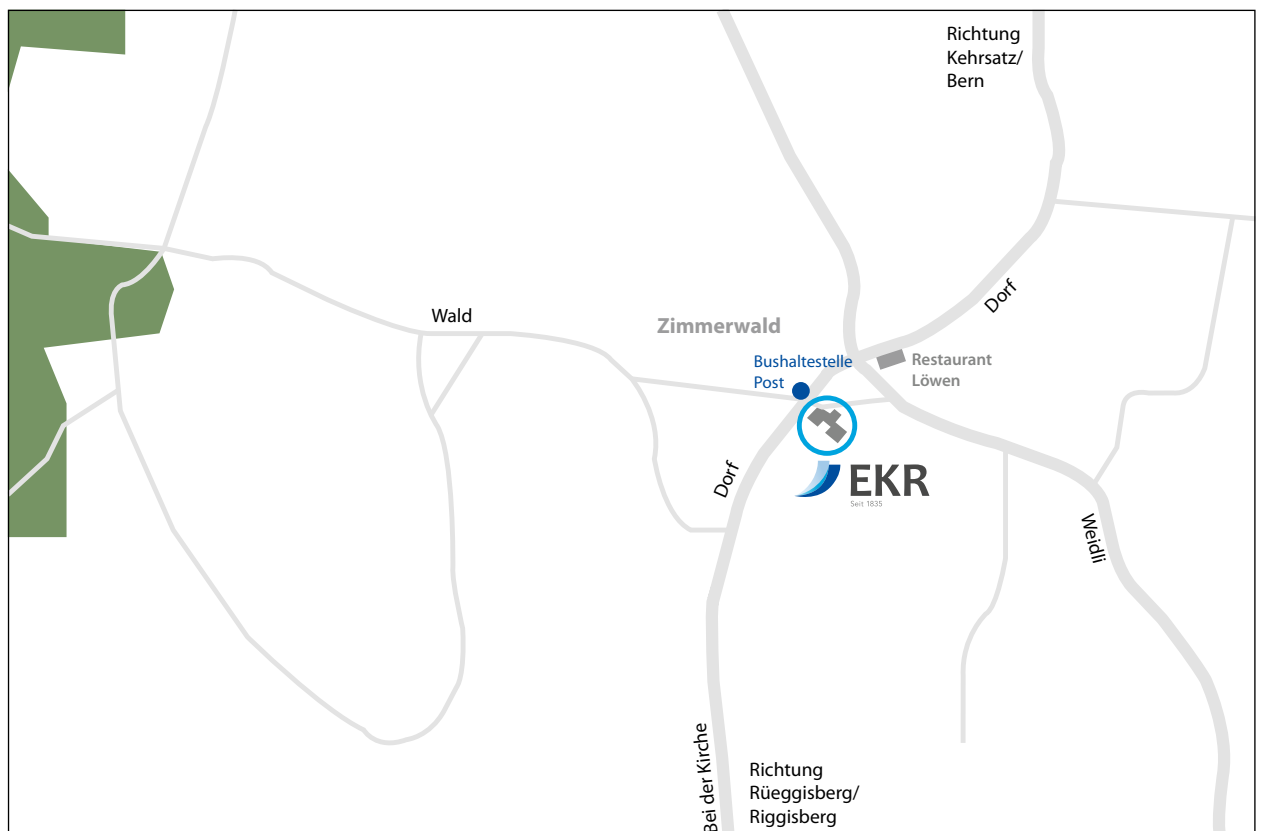 Richtung
Kehrsatz/
Bern
Dorf
Wald
Zimmerwald
Bushaltestelle
Post
Restaurant
Löwen
Dorf
EKR
Seit 1835
Weidli
Bei der Kirche
Richtung
Rüeggisberg/
Riggisberg